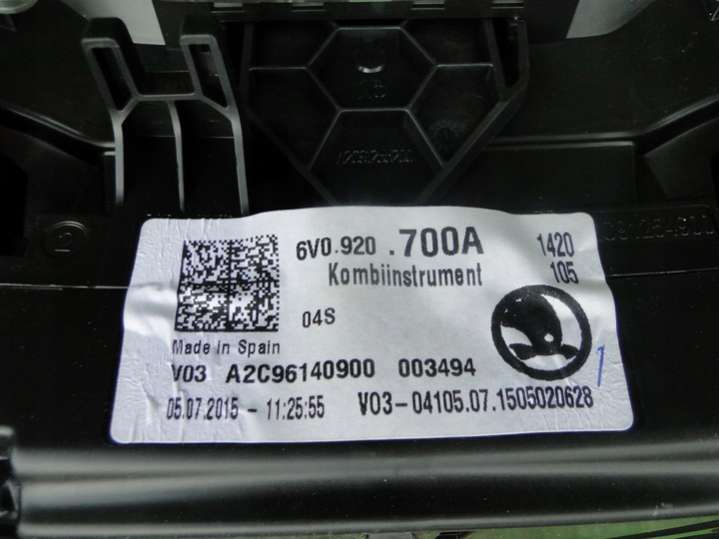 6V0.920 .700A 1420
Kombiinstrument 105
04S
Made in Spain
V03 A2C96140900 003494
05.07.2015 - 11:25:55 V03-04105.07.1505020628
1